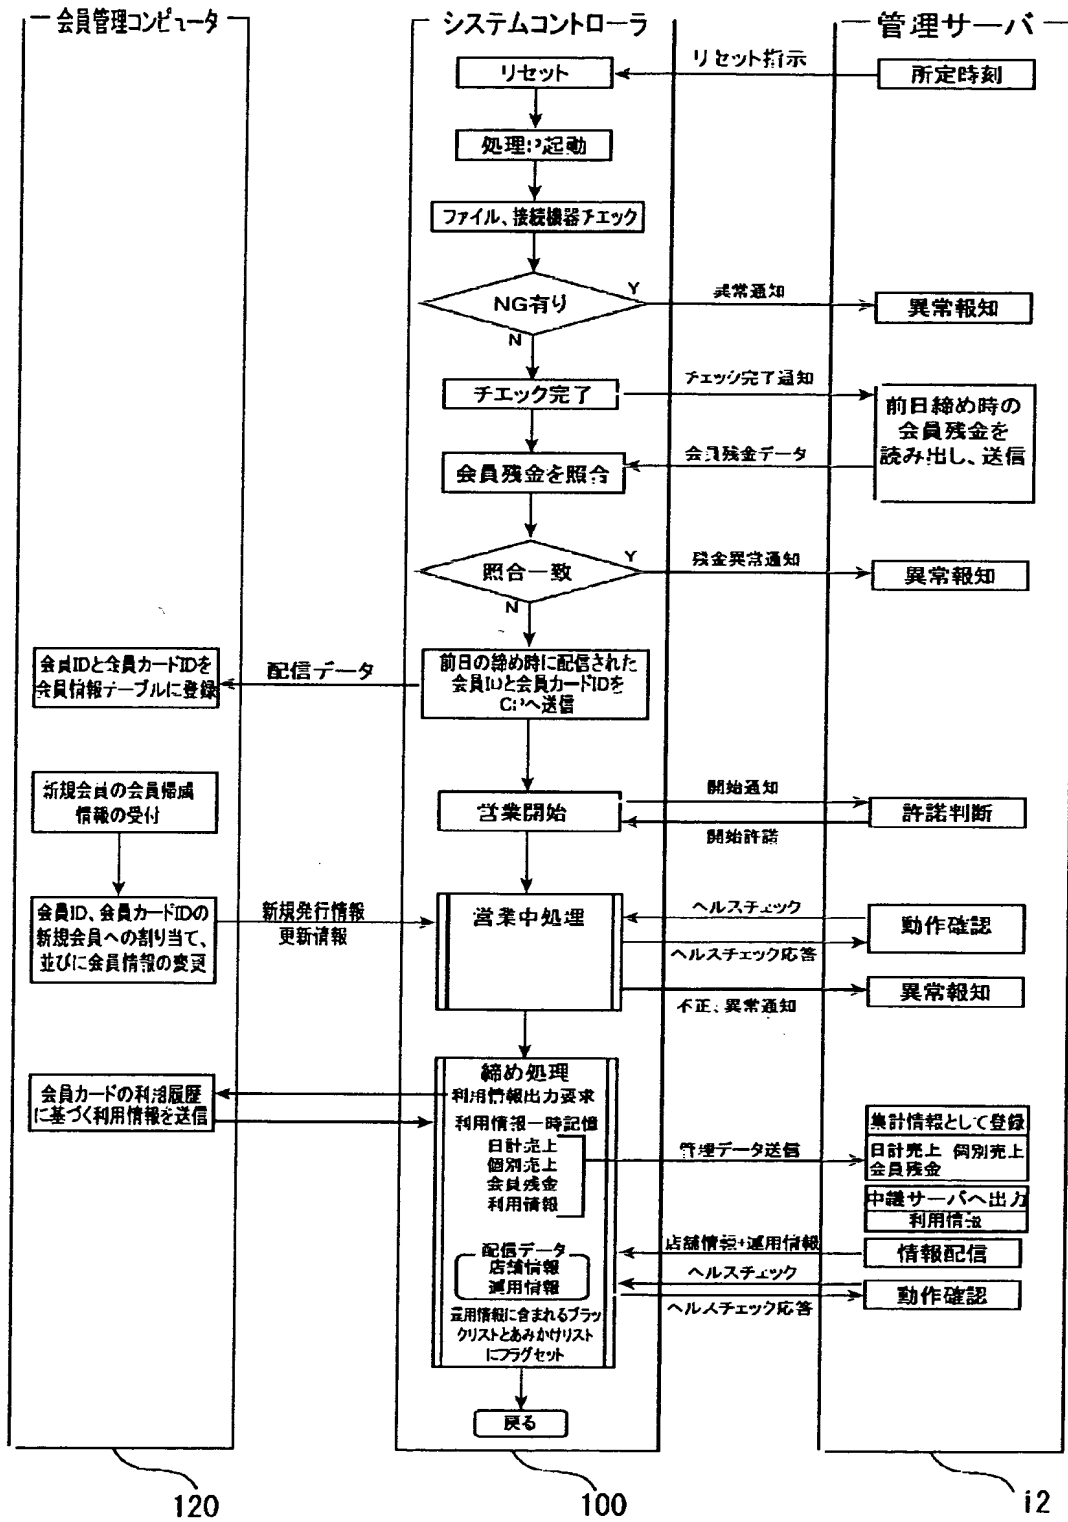 会員管理コンピュータ
システムコントローラ
管理サーバ
リセット
リセット指示
所定時刻
起動
ファイル、接続機器チェック
NG有り
Y
N
異常通知
異常報知
チェック完了
チェック完了通知
前日締め時の
会員残金を
読み出し、送信
会員残金データ
会員残金を照合
照合一致
Y
N
残金異常通知
異常報知
前日の締め時に配信された
会員IDと会員カードIDを
へ送信
配信データ
会員IDと会員カードIDを
会員情報テーブルに登録
新規会員の会員
情報の受付
営業開始
開始通知
開始許諾
許諾判断
会員ID、会員カードIDの
新規会員への割り当て、
並びに会員情報の変更
新規発行情報
更新情報
営業中処理
ヘルスチェック
ヘルスチェック応答
動作確認
不正、異常通知
異常報知
締め処理
利用情報出力要求
会員カードの利用履歴
に基づく利用情報を送信
利用情報一時記憶
日計売上
個別売上
会員残金
利用情報
管理データ送信
集計情報として登録
日計売上 個別売上
会員残金
サーバへ出力
利用情報
配信データ
店舗情報
運用情報
店舗情報+運用情報
情報配信
ヘルスチェック
ヘルスチェック応答
動作確認
運用情報に含まれるブラッ
クリストとあみかけリスト
にフラグセット
戻る
120
100
12